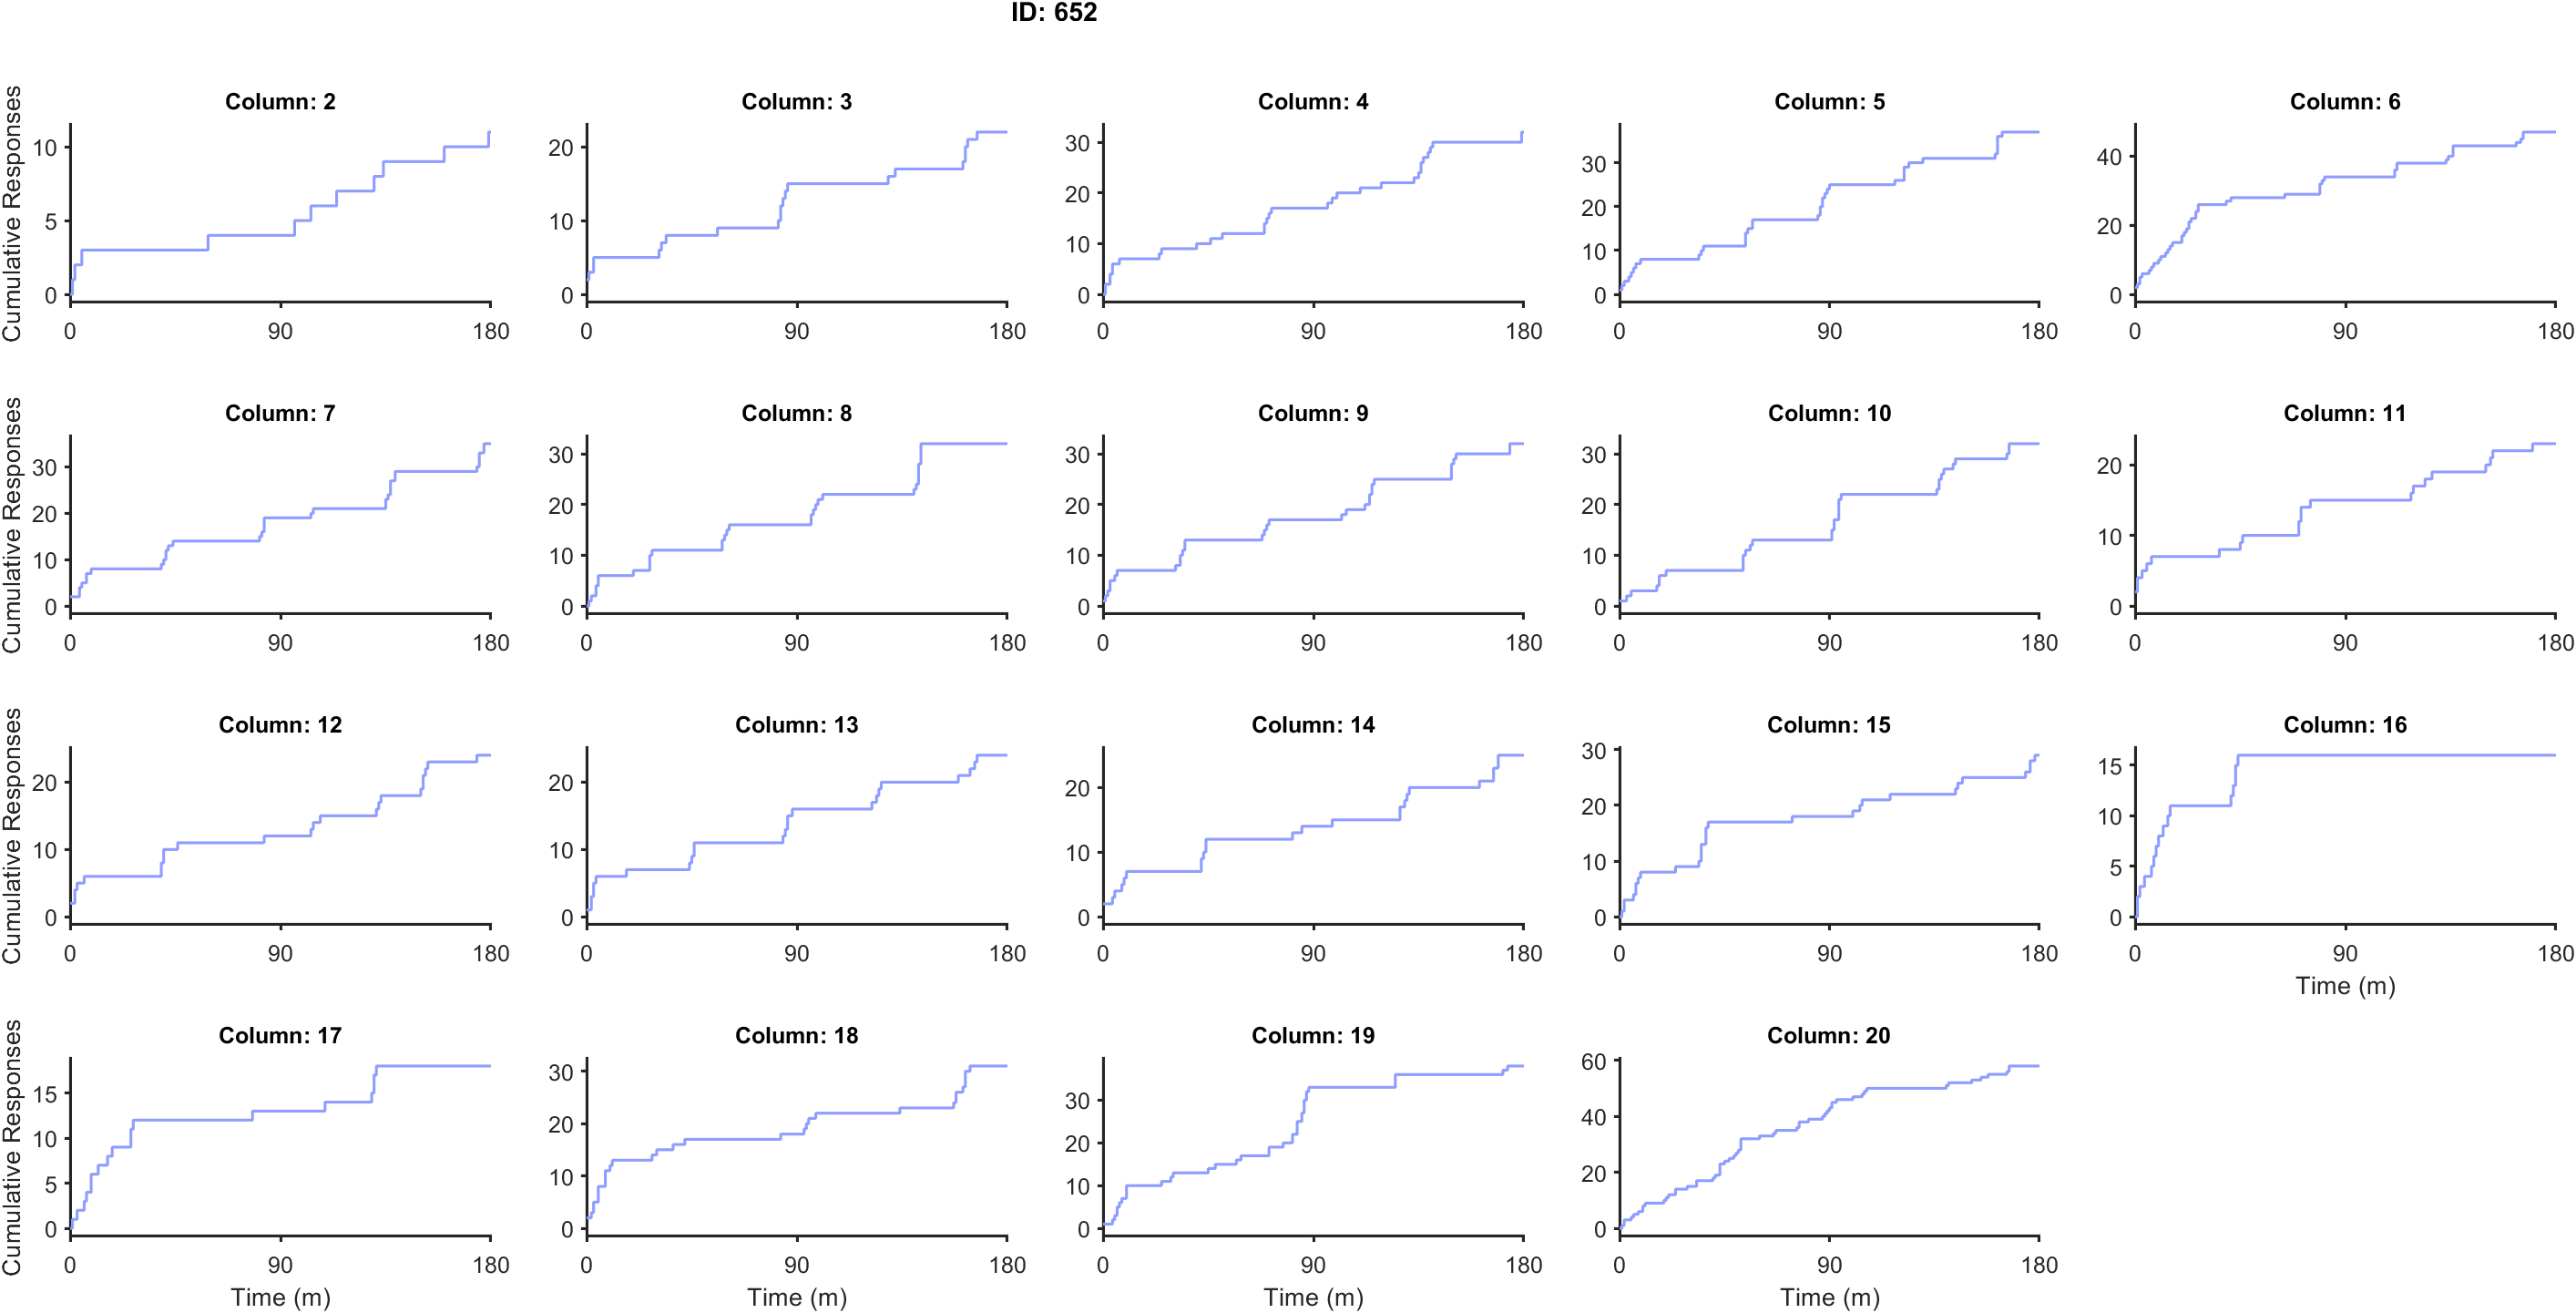 ID: 652
Column: 2
Column: 3
Column: 4
Column: 5
Column: 6
Cumulative Responses
10
5
0
0 90 180
20
10
0
0 90 180
30
20
10
0
0 90 180
30
20
10
0
0 90 180
40
20
0
0 90 180
Column: 7
Column: 8
Column: 9
Column: 10
Column: 11
Cumulative Responses
30
20
10
0
0 90 180
30
20
10
0
0 90 180
30
20
10
0
0 90 180
30
20
10
0
0 90 180
20
10
0
0 90 180
Column: 12
Column: 13
Column: 14
Column: 15
Column: 16
Cumulative Responses
20
10
0
0 90 180
20
10
0
0 90 180
20
10
0
0 90 180
30
20
10
0
0 90 180
15
10
5
0
0 90 180
Time (m)
Column: 17
Column: 18
Column: 19
Column: 20
Cumulative Responses
15
10
5
0
0 90 180
Time (m)
30
20
10
0
0 90 180
Time (m)
30
20
10
0
0 90 180
Time (m)
60
40
20
0
0 90 180
Time (m)